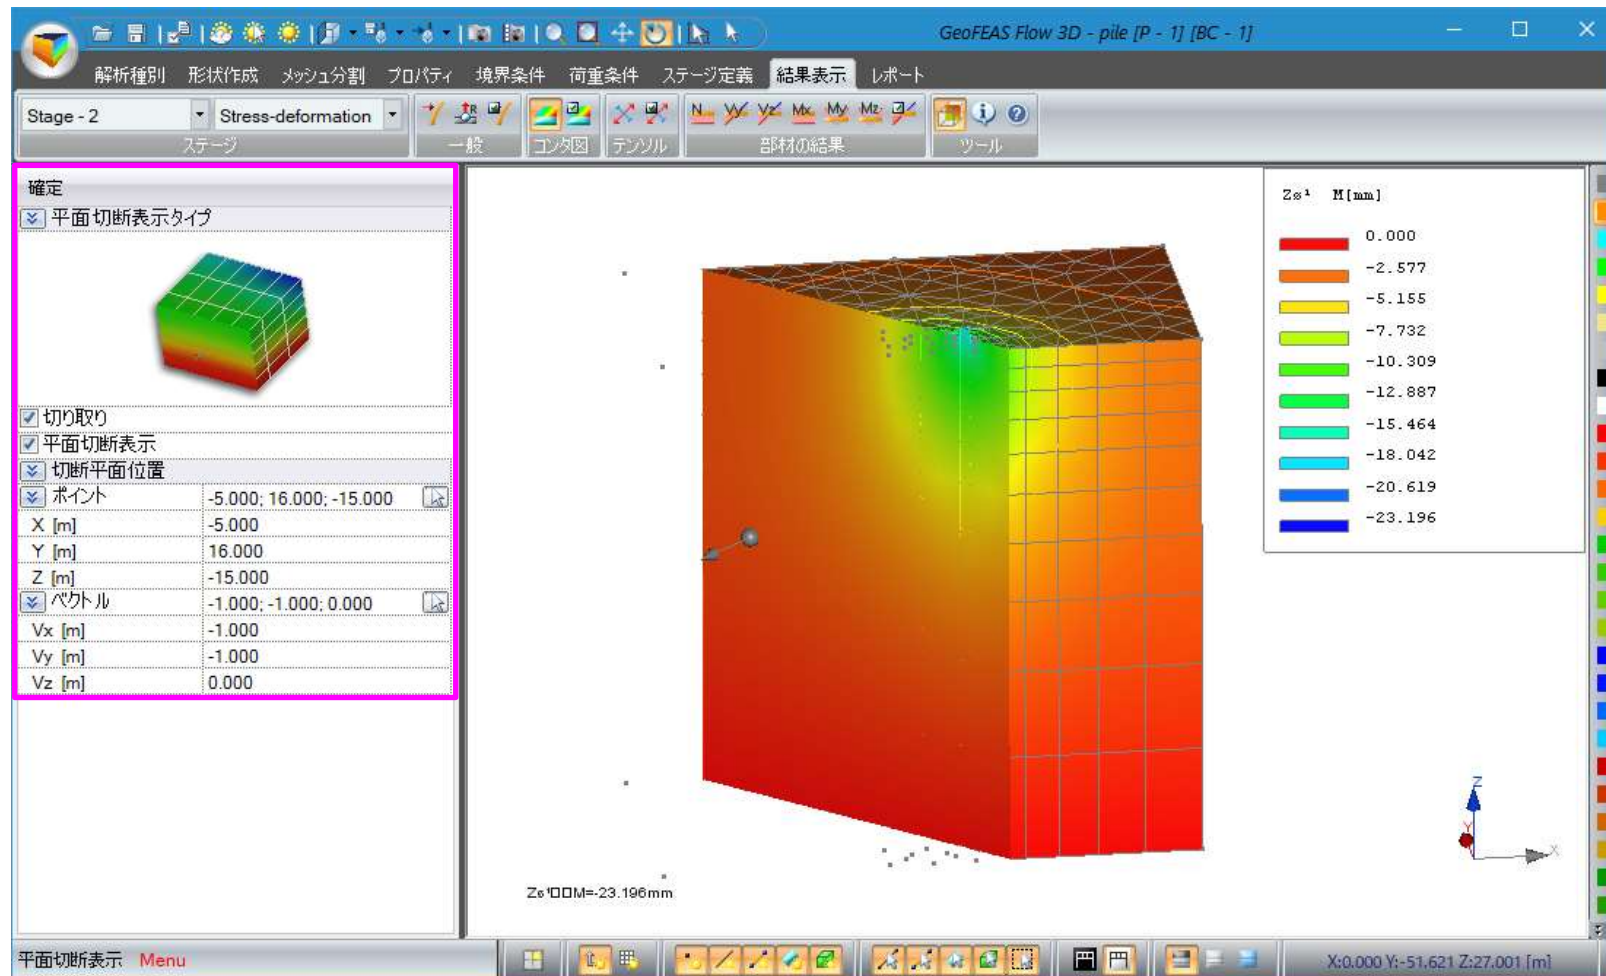 GeoFEAS Flow 3D - pile [P - 1] [BC - 1]
解析種別 形状作成 メッシュ分割 プロパティ 境界条件 荷重条件 ステージ定義 結果表示 レポート
Stage - 2 Stress-deformation N Vy Vz Mx My Mz
ステージ 一般 コンタ図 テンソル 部材の結果 ツール
確定
平面切断表示タイプ
切り取り
平面切断表示
切断平面位置
ポイント -5.000; 16.000; -15.000
X [m] -5.000
Y [m] 16.000
Z [m] -15.000
ベクトル -1.000; -1.000; 0.000
Vx [m] -1.000
Vy [m] -1.000
Vz [m] 0.000
M[mm]
0.000
-2.577
-5.155
-7.732
-10.309
-12.887
-15.464
-18.042
-20.619
-23.196
Z
Y
X
M=-23.196mm
平面切断表示 Menu
X:0.000 Y:-51.621 Z:27.001 [m]